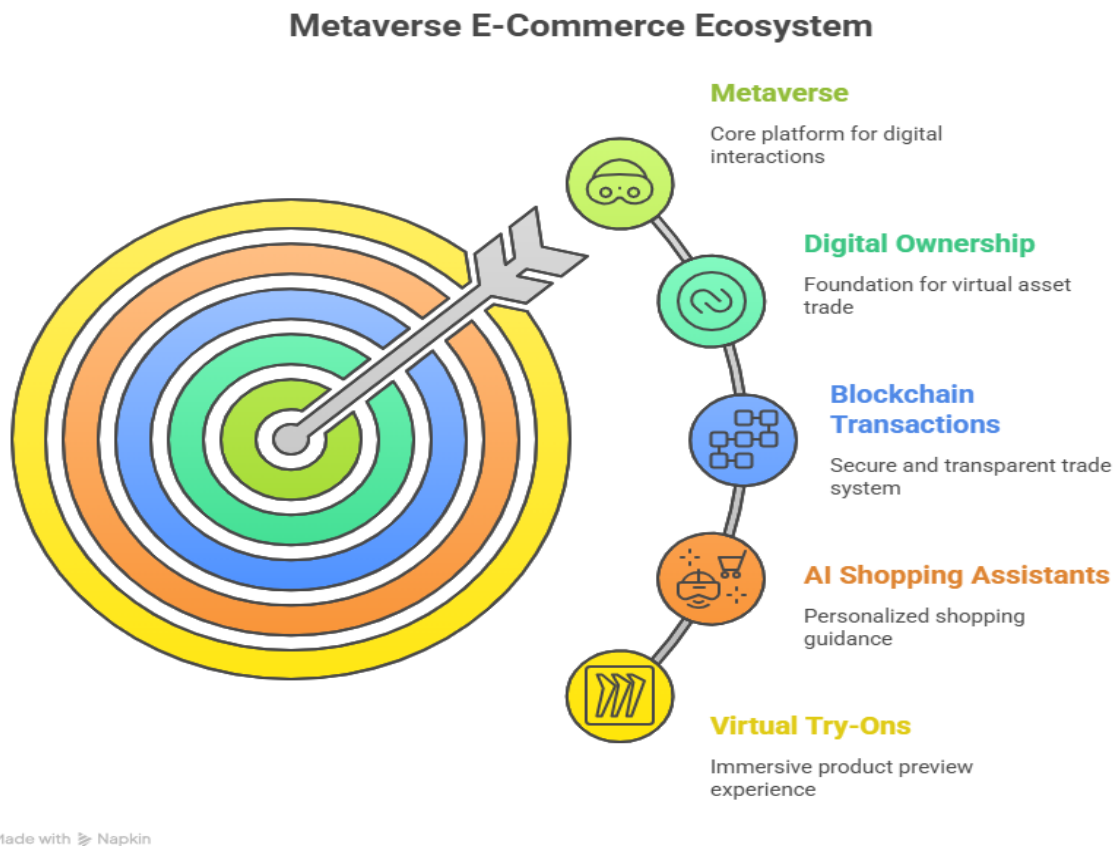 Metaverse E-Commerce Ecosystem
Metaverse
Core platform for digital
interactions
Digital Ownership
Foundation for virtual asset
trade
Blockchain
Transactions
Secure and transparent trade
system
AI Shopping Assistants
Personalized shopping
guidance
Virtual Try-Ons
Immersive product preview
experience
Made with Napkin